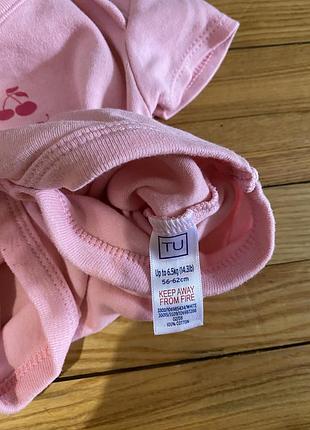 TU
Up to 6.5kg (14.3lb)
56-62cm
KEEP AWAY
FROM FIRE
100% COTTON